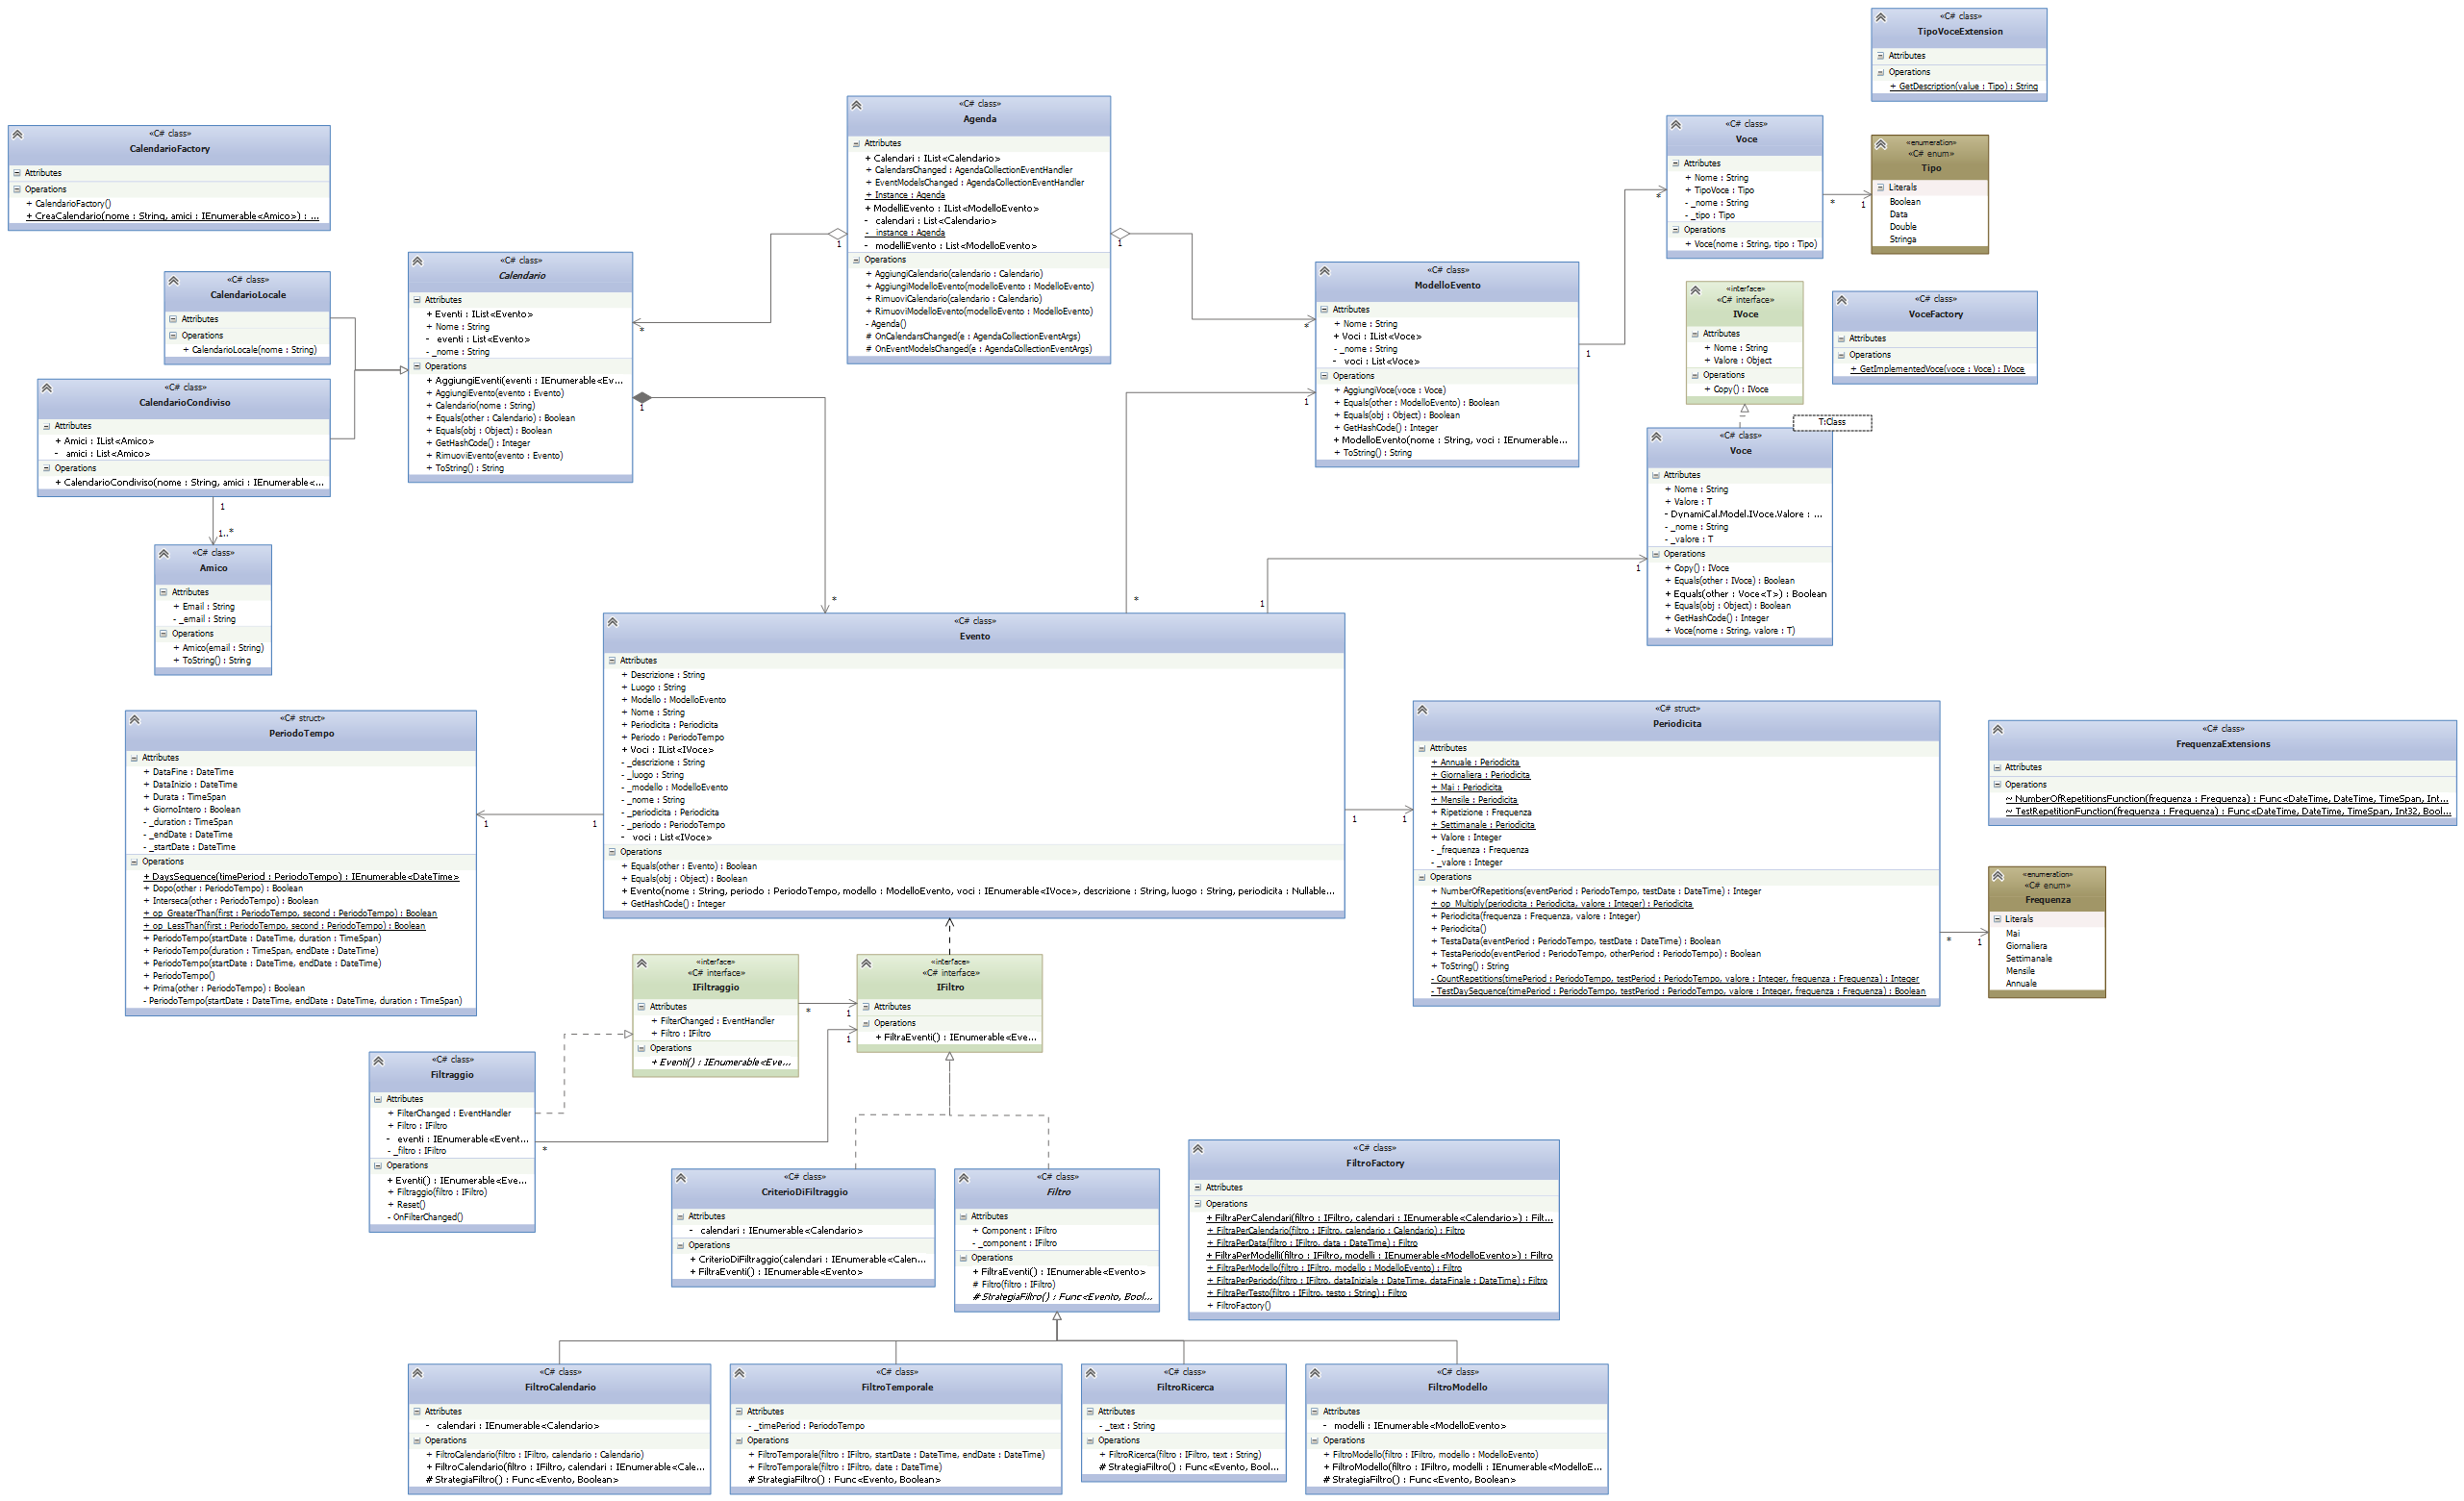 «C# class»
TipoVoceExtension
Attributes
Operations
+ GetDescription(value : Tipo) : String
«C# class»
CalendarioFactory
Attributes
Operations
+ CalendarioFactory()
+ CreaCalendario(nome : String, amici : IEnumerable<Amico>) : ...
«C# class»
Agenda
Attributes
+ Calendari : IList<Calendario>
+ CalendarsChanged : AgendaCollectionEventHandler
+ EventModelsChanged : AgendaCollectionEventHandler
+ Instance : Agenda
+ ModelliEvento : IList<ModelloEvento>
- calendari : List<Calendario>
- _instance : Agenda
- modelliEvento : List<ModelloEvento>
Operations
+ AggiungiCalendario(calendario : Calendario)
+ AggiungiModelloEvento(modelloEvento : ModelloEvento)
+ RimuoviCalendario(calendario : Calendario)
+ RimuoviModelloEvento(modelloEvento : ModelloEvento)
- Agenda()
# OnCalendarsChanged(e : AgendaCollectionEventArgs)
# OnEventModelsChanged(e : AgendaCollectionEventArgs)
1
1
*
*
«C# class»
Voce
Attributes
+ Nome : String
+ TipoVoce : Tipo
- _nome : String
- _tipo : Tipo
Operations
+ Voce(nome : String, tipo : Tipo)
*
*
1
«enumeration»
«C# enum»
Tipo
Literals
Boolean
Data
Double
Stringa
«C# class»
CalendarioLocale
Attributes
Operations
+ CalendarioLocale(nome : String)
«C# class»
Calendario
Attributes
+ Eventi : IList<Evento>
+ Nome : String
- eventi : List<Evento>
- _nome : String
Operations
+ AggiungiEventi(eventi : IEnumerable<Ev...
+ AggiungiEvento(evento : Evento)
+ Calendario(nome : String)
+ Equals(other : Calendario) : Boolean
+ Equals(obj : Object) : Boolean
+ GetHashCode() : Integer
+ RimuoviEvento(evento : Evento)
+ ToString() : String
1
*
«C# class»
ModelloEvento
Attributes
+ Nome : String
+ Voci : IList<Voce>
- _nome : String
- voci : List<Voce>
Operations
+ AggiungiVoce(voce : Voce)
+ Equals(other : ModelloEvento) : Boolean
+ Equals(obj : Object) : Boolean
+ GetHashCode() : Integer
+ ModelloEvento(nome : String, voci : IEnumerable...
+ ToString() : String
1
1
*
«interface»
«C# interface»
IVoce
Attributes
+ Nome : String
+ Valore : Object
Operations
+ Copy() : IVoce
«C# class»
VoceFactory
Attributes
Operations
+ GetImplementedVoce(voce : Voce) : IVoce
«C# class»
CalendarioCondiviso
Attributes
+ Amici : IList<Amico>
- amici : List<Amico>
Operations
+ CalendarioCondiviso(nome : String, amici : IEnumerable<...
1
1..*
T:Class
«C# class»
Voce
Attributes
+ Nome : String
+ Valore : T
- DynamiCal.Model.IVoce.Valore : ...
- _nome : String
- _valore : T
Operations
+ Copy() : IVoce
+ Equals(other : IVoce) : Boolean
+ Equals(other : Voce<T>) : Boolean
+ Equals(obj : Object) : Boolean
+ GetHashCode() : Integer
+ Voce(nome : String, valore : T)
1
1
«C# class»
Amico
Attributes
+ Email : String
- _email : String
Operations
+ Amico(email : String)
+ ToString() : String
«C# class»
Evento
Attributes
+ Descrizione : String
+ Luogo : String
+ Modello : ModelloEvento
+ Nome : String
+ Periodicita : Periodicita
+ Periodo : PeriodoTempo
+ Voci : IList<IVoce>
- _descrizione : String
- _luogo : String
- _modello : ModelloEvento
- _nome : String
- _periodicita : Periodicita
- _periodo : PeriodoTempo
- voci : List<IVoce>
Operations
+ Equals(other : Evento) : Boolean
+ Equals(obj : Object) : Boolean
+ Evento(nome : String, periodo : PeriodoTempo, modello : ModelloEvento, voci : IEnumerable<IVoce>, descrizione : String, luogo : String, periodicita : Nullable...
+ GetHashCode() : Integer
1
1
1
1
«C# struct»
PeriodoTempo
Attributes
+ DataFine : DateTime
+ DataInizio : DateTime
+ Durata : TimeSpan
+ GiornoIntero : Boolean
- _duration : TimeSpan
- _endDate : DateTime
- _startDate : DateTime
Operations
+ DaysSequence(timePeriod : PeriodoTempo) : IEnumerable<DateTime>
+ Dopo(other : PeriodoTempo) : Boolean
+ Interseca(other : PeriodoTempo) : Boolean
+ op_GreaterThan(first : PeriodoTempo, second : PeriodoTempo) : Boolean
+ op_LessThan(first : PeriodoTempo, second : PeriodoTempo) : Boolean
+ PeriodoTempo(startDate : DateTime, duration : TimeSpan)
+ PeriodoTempo(duration : TimeSpan, endDate : DateTime)
+ PeriodoTempo(startDate : DateTime, endDate : DateTime)
+ PeriodoTempo()
+ Prima(other : PeriodoTempo) : Boolean
- PeriodoTempo(startDate : DateTime, endDate : DateTime, duration : TimeSpan)
«C# struct»
Periodicita
Attributes
+ Annuale : Periodicita
+ Giornaliera : Periodicita
+ Mai : Periodicita
+ Mensile : Periodicita
+ Ripetizione : Frequenza
+ Settimanale : Periodicita
+ Valore : Integer
- _frequenza : Frequenza
- _valore : Integer
Operations
+ NumberOfRepetitions(eventPeriod : PeriodoTempo, testDate : DateTime) : Integer
+ op_Multiply(periodicita : Periodicita, valore : Integer) : Periodicita
+ Periodicita(frequenza : Frequenza, valore : Integer)
+ Periodicita()
+ TestaData(eventPeriod : PeriodoTempo, testDate : DateTime) : Boolean
+ TestaPeriodo(eventPeriod : PeriodoTempo, otherPeriod : PeriodoTempo) : Boolean
+ ToString() : String
- CountRepetitions(timePeriod : PeriodoTempo, testPeriod : PeriodoTempo, valore : Integer, frequenza : Frequenza) : Integer
- TestDaySequence(timePeriod : PeriodoTempo, testPeriod : PeriodoTempo, valore : Integer, frequenza : Frequenza) : Boolean
*
1
«C# class»
FrequenzaExtensions
Attributes
Operations
~ NumberOfRepetitionsFunction(frequenza : Frequenza) : Func<DateTime, DateTime, TimeSpan, Int...
~ TestRepetitionFunction(frequenza : Frequenza) : Func<DateTime, DateTime, TimeSpan, Int32, Bool...
«enumeration»
«C# enum»
Frequenza
Literals
Mai
Giornaliera
Settimanale
Mensile
Annuale
«interface»
«C# interface»
IFiltraggio
Attributes
+ FilterChanged : EventHandler
+ Filtro : IFiltro
Operations
+ Eventi() : IEnumerable<Eve...
*
1
1
«interface»
«C# interface»
IFiltro
Attributes
Operations
+ FiltraEventi() : IEnumerable<Eve...
«C# class»
Filtraggio
Attributes
+ FilterChanged : EventHandler
+ Filtro : IFiltro
- eventi : IEnumerable<Event...
- _filtro : IFiltro
Operations
+ Eventi() : IEnumerable<Eve...
+ Filtraggio(filtro : IFiltro)
+ Reset()
- OnFilterChanged()
*
«C# class»
CriterioDiFiltraggio
Attributes
- calendari : IEnumerable<Calendario>
Operations
+ CriterioDiFiltraggio(calendari : IEnumerable<Calen...
+ FiltraEventi() : IEnumerable<Evento>
«C# class»
Filtro
Attributes
+ Component : IFiltro
- _component : IFiltro
Operations
+ FiltraEventi() : IEnumerable<Evento>
# Filtro(filtro : IFiltro)
# StrategiaFiltro() : Func<Evento, Bool...
«C# class»
FiltroFactory
Attributes
Operations
+ FiltraPerCalendari(filtro : IFiltro, calendari : IEnumerable<Calendario>) : Filt...
+ FiltraPerCalendario(filtro : IFiltro, calendario : Calendario) : Filtro
+ FiltraPerData(filtro : IFiltro, data : DateTime) : Filtro
+ FiltraPerModelli(filtro : IFiltro, modelli : IEnumerable<ModelloEvento>) : Filtro
+ FiltraPerModello(filtro : IFiltro, modello : ModelloEvento) : Filtro
+ FiltraPerPeriodo(filtro : IFiltro, dataIniziale : DateTime, dataFinale : DateTime) : Filtro
+ FiltraPerTesto(filtro : IFiltro, testo : String) : Filtro
+ FiltroFactory()
«C# class»
FiltroCalendario
Attributes
- calendari : IEnumerable<Calendario>
Operations
+ FiltroCalendario(filtro : IFiltro, calendario : Calendario)
+ FiltroCalendario(filtro : IFiltro, calendari : IEnumerable<Cale...
# StrategiaFiltro() : Func<Evento, Boolean>
«C# class»
FiltroTemporale
Attributes
- _timePeriod : PeriodoTempo
Operations
+ FiltroTemporale(filtro : IFiltro, startDate : DateTime, endDate : DateTime)
+ FiltroTemporale(filtro : IFiltro, date : DateTime)
# StrategiaFiltro() : Func<Evento, Boolean>
«C# class»
FiltroRicerca
Attributes
- _text : String
Operations
+ FiltroRicerca(filtro : IFiltro, text : String)
# StrategiaFiltro() : Func<Evento, Bool...
«C# class»
FiltroModello
Attributes
- modelli : IEnumerable<ModelloEvento>
Operations
+ FiltroModello(filtro : IFiltro, modello : ModelloEvento)
+ FiltroModello(filtro : IFiltro, modelli : IEnumerable<ModelloE...
# StrategiaFiltro() : Func<Evento, Boolean>